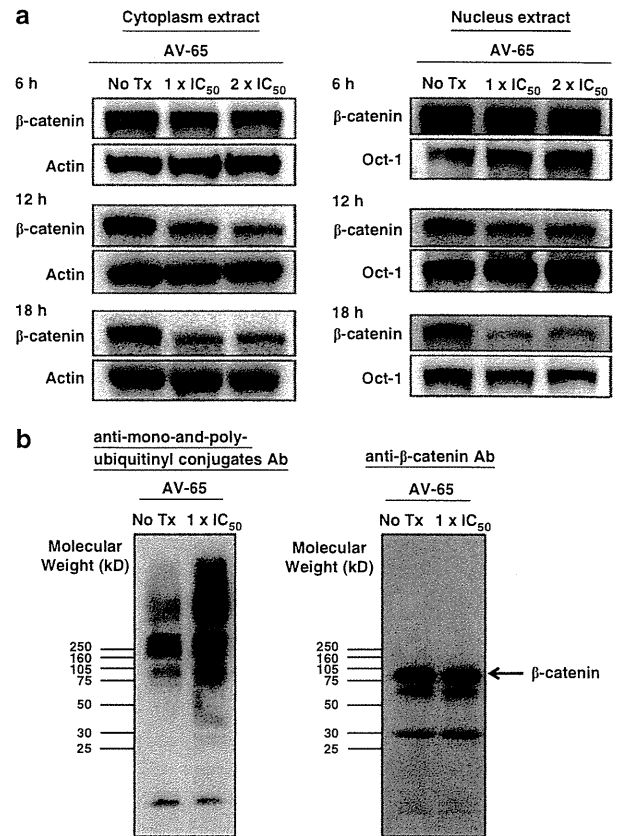 a
Cytoplasm extract
AV-65
6 h No Tx 1 x IC50 2 x IC50
β-catenin
Actin
12 h
β-catenin
Actin
18 h
β-catenin
Actin
Nucleus extract
AV-65
6 h No Tx 1 x IC50 2 x IC50
β-catenin
Oct-1
12 h
β-catenin
Oct-1
18 h
β-catenin
Oct-1
b
anti-mono-and-poly-
ubiquitinyl conjugates Ab
AV-65
No Tx 1 x IC50
Molecular
Weight (kD)
250
160
105
75
50
30
25
anti-β-catenin Ab
AV-65
No Tx 1 x IC50
Molecular
Weight (kD)
250
160
105
75
50
30
25
β-catenin